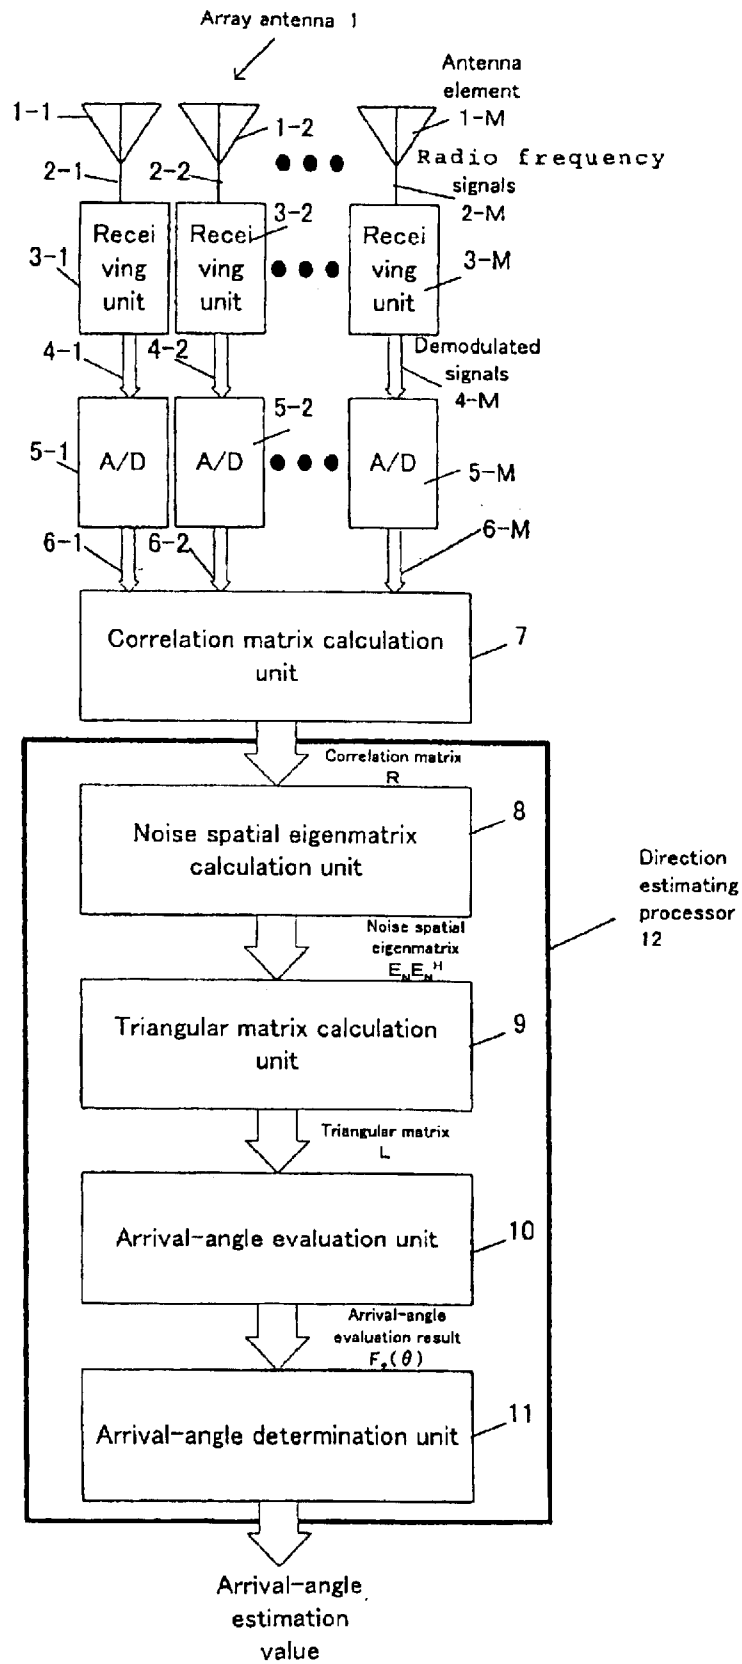 Array antenna 1
Antenna
element
1-M
1-1
1-2
Radio frequency
signals
2-M
2-1
2-2
3-2
Recei
ving
unit
Recei
ving
unit
Recei
ving
unit
3-1
3-M
4-1
4-2
Demodulated
signals
4-M
5-2
A/D
A/D
A/D
5-1
5-M
6-1
6-2
6-M
Correlation matrix calculation
unit
7
Correlation matrix
R
Noise spatial eigenmatrix
calculation unit
8
Direction
estimating
processor
12
Noise spatial
eigenmatrix
E_N E_N^H
Triangular matrix calculation
unit
9
Triangular matrix
L
Arrival-angle evaluation unit
10
Arrival-angle
evaluation result
F₂(θ)
Arrival-angle determination unit
11
Arrival-angle
estimation
value